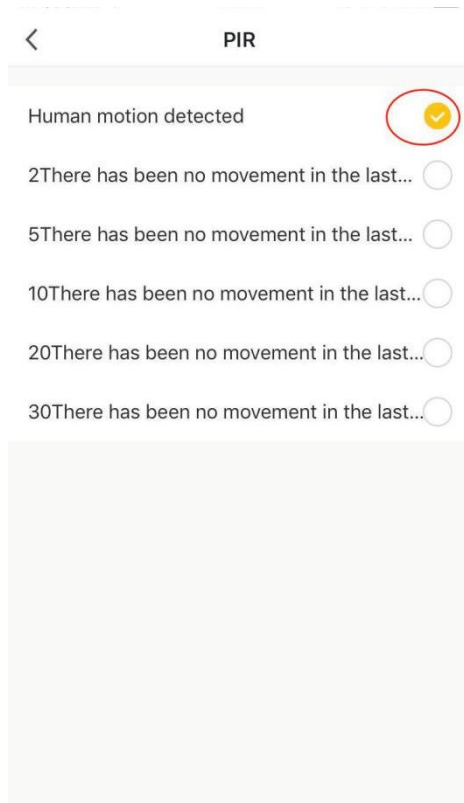 PIR
Human motion detected
2There has been no movement in the last...
5There has been no movement in the last...
10There has been no movement in the last...
20There has been no movement in the last...
30There has been no movement in the last...